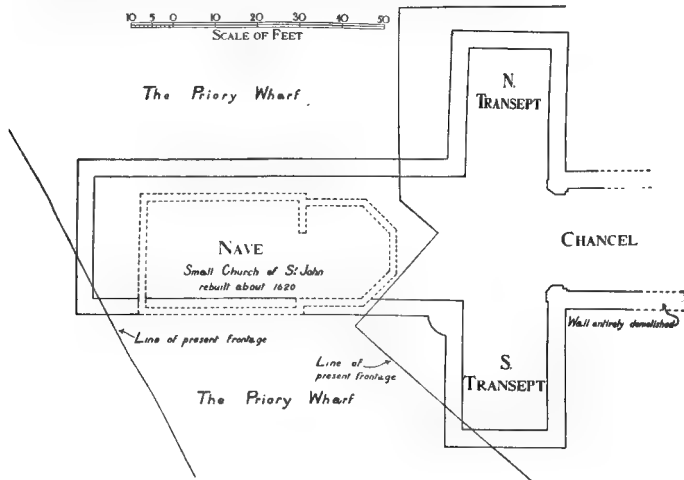 10 5 0 10 20 30 40 50
SCALE OF FEET
The Priory Wharf
N.
TRANSEPT
NAVE
Small Church of St. John
rebuilt about 1620
CHANCEL
Wall entirely demolished
Line of present frontage
Line of
present frontage
S.
TRANSEPT
The Priory Wharf